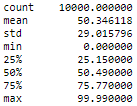 count    10000.000000
mean        50.346118
std         29.015796
min          0.000000
25%         25.150000
50%         50.490000
75%         75.770000
max         99.990000